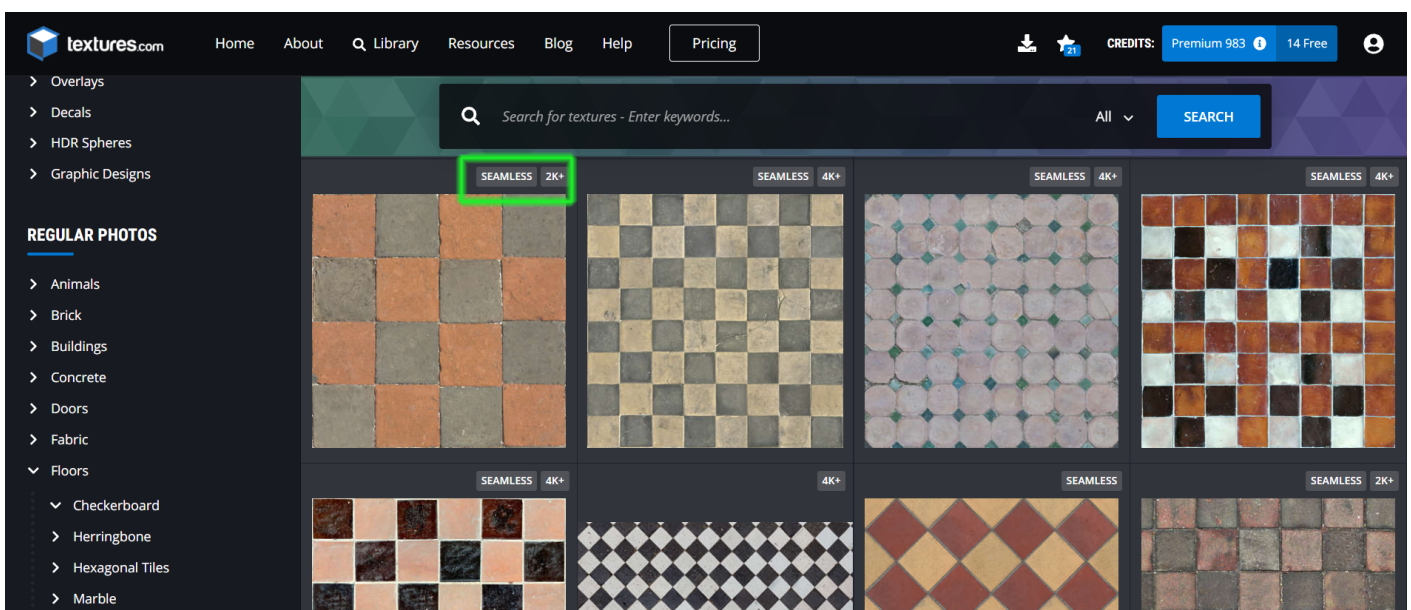 textures.com
Home About Library Resources Blog Help Pricing
21
CREDITS: Premium 983 14 Free
Overlays
Decals
HDR Spheres
Graphic Designs
REGULAR PHOTOS
Animals
Brick
Buildings
Concrete
Doors
Fabric
Floors
Checkerboard
Herringbone
Hexagonal Tiles
Marble
Search for textures - Enter keywords...
All
SEARCH
SEAMLESS 2K+
SEAMLESS 4K+
SEAMLESS 4K+
SEAMLESS 4K+
SEAMLESS 4K+
4K+
SEAMLESS
SEAMLESS 2K+